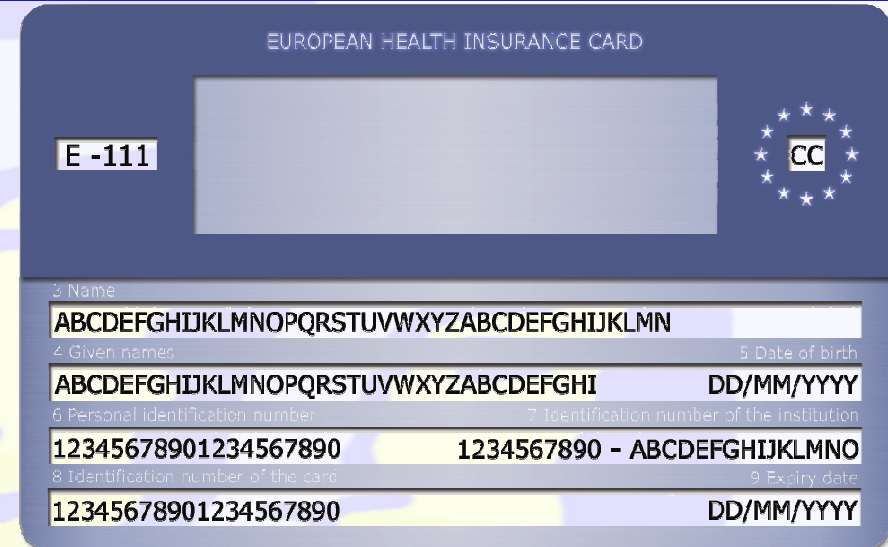 EUROPEAN HEALTH INSURANCE CARD
E -111
CC
3 Name
ABCDEFGHIJKLMNOPQRSTUVWXYZABCDEFGHIJKLMN
4 Given names 5 Date of birth
ABCDEFGHIJKLMNOPQRSTUVWXYZABCDEFGHI DD/MM/YYYY
6 Personal identification number 7 Identification number of the institution
12345678901234567890 1234567890 - ABCDEFGHIJKLMNO
8 Identification number of the card 9 Expiry date
12345678901234567890 DD/MM/YYYY